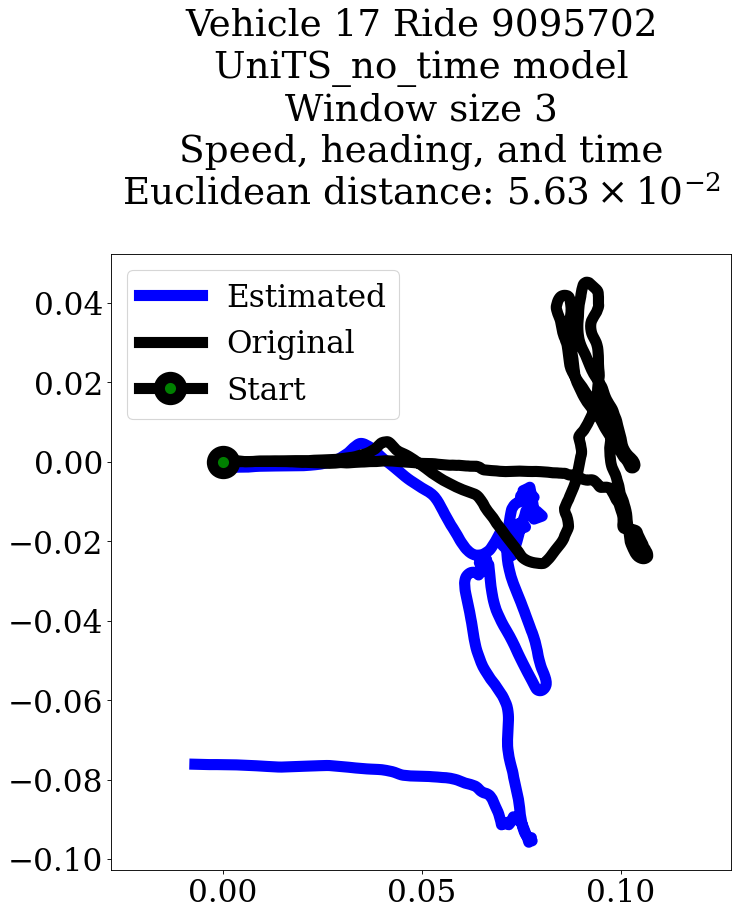 Vehicle 17 Ride 9095702
UniTS_no_time model
Window size 3
Speed, heading, and time
Euclidean distance: $5.63 \times 10^{-2}$
Estimated
Original
Start
0.04
0.02
0.00
−0.02
−0.04
−0.06
−0.08
−0.10
0.00 0.05 0.10